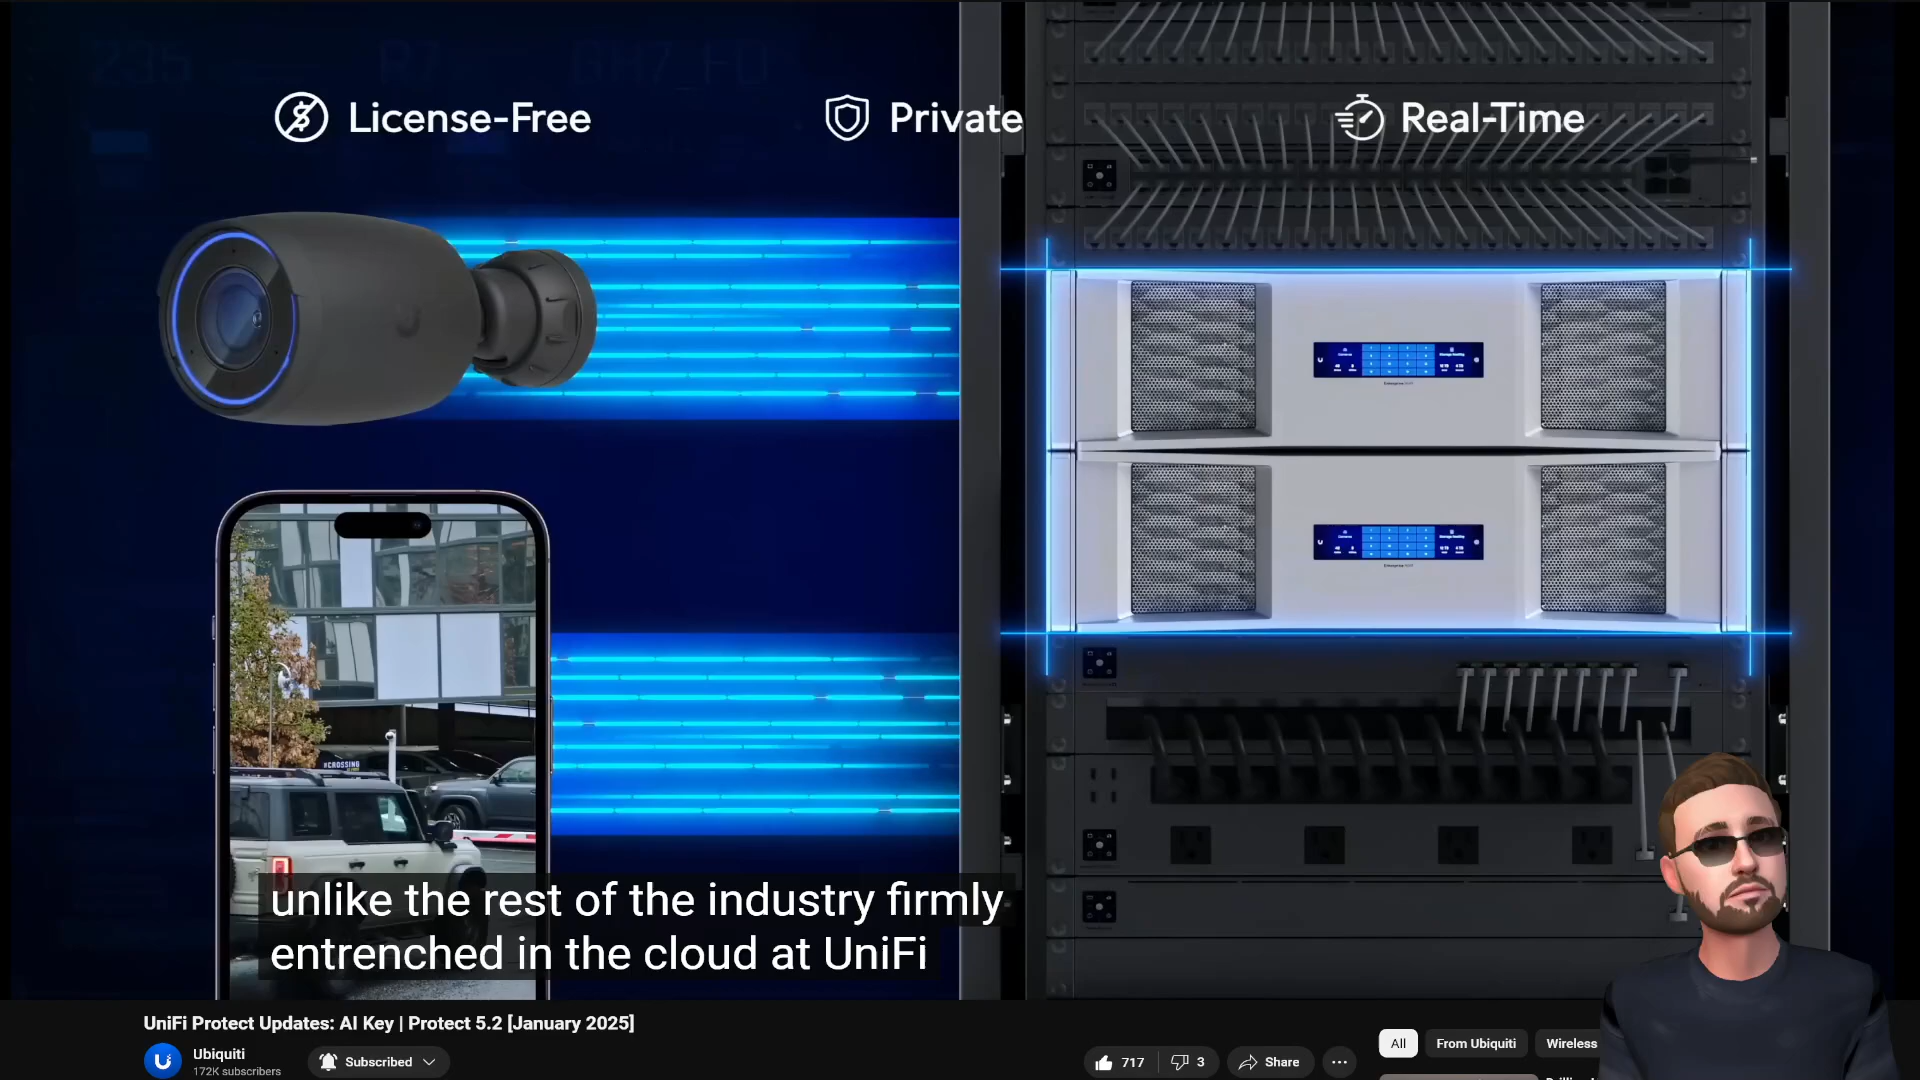 License-Free
Private
Real-Time
#CROSSING
unlike the rest of the industry firmly
entrenched in the cloud at UniFi
UniFi Protect Updates: AI Key | Protect 5.2 [January 2025]
Ubiquiti
172K subscribers
Subscribed
717
3
Share
All
From Ubiquiti
Wireless